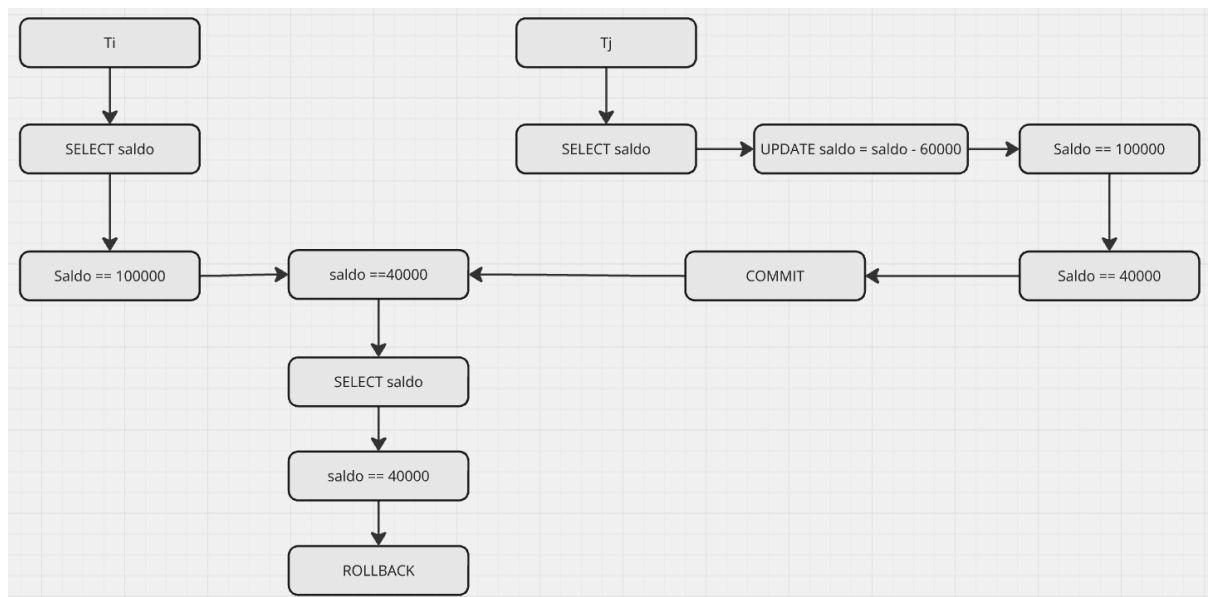 Ti
Tj
SELECT saldo
SELECT saldo
UPDATE saldo = saldo - 60000
Saldo == 100000
Saldo == 100000
saldo ==40000
COMMIT
Saldo == 40000
SELECT saldo
saldo == 40000
ROLLBACK